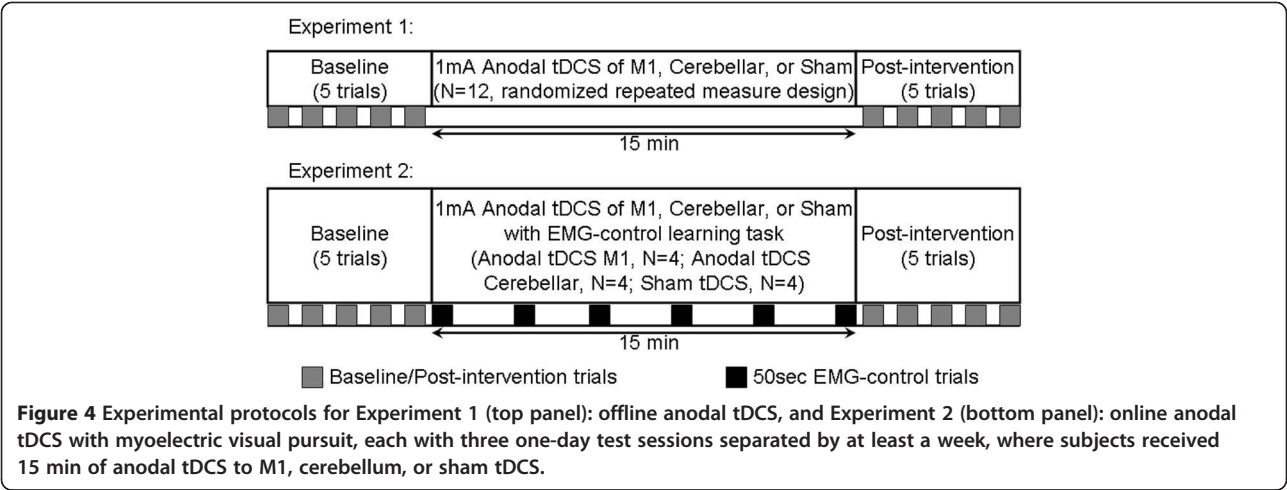 Experiment 1:
Baseline
(5 trials)
1mA Anodal tDCS of M1, Cerebellar, or Sham
(N=12, randomized repeated measure design)
Post-intervention
(5 trials)
15 min
Experiment 2:
Baseline
(5 trials)
1mA Anodal tDCS of M1, Cerebellar, or Sham
with EMG-control learning task
(Anodal tDCS M1, N=4; Anodal tDCS
Cerebellar, N=4; Sham tDCS, N=4)
Post-intervention
(5 trials)
15 min
Baseline/Post-intervention trials
50sec EMG-control trials
Figure 4 Experimental protocols for Experiment 1 (top panel): offline anodal tDCS, and Experiment 2 (bottom panel): online anodal
tDCS with myoelectric visual pursuit, each with three one-day test sessions separated by at least a week, where subjects received
15 min of anodal tDCS to M1, cerebellum, or sham tDCS.